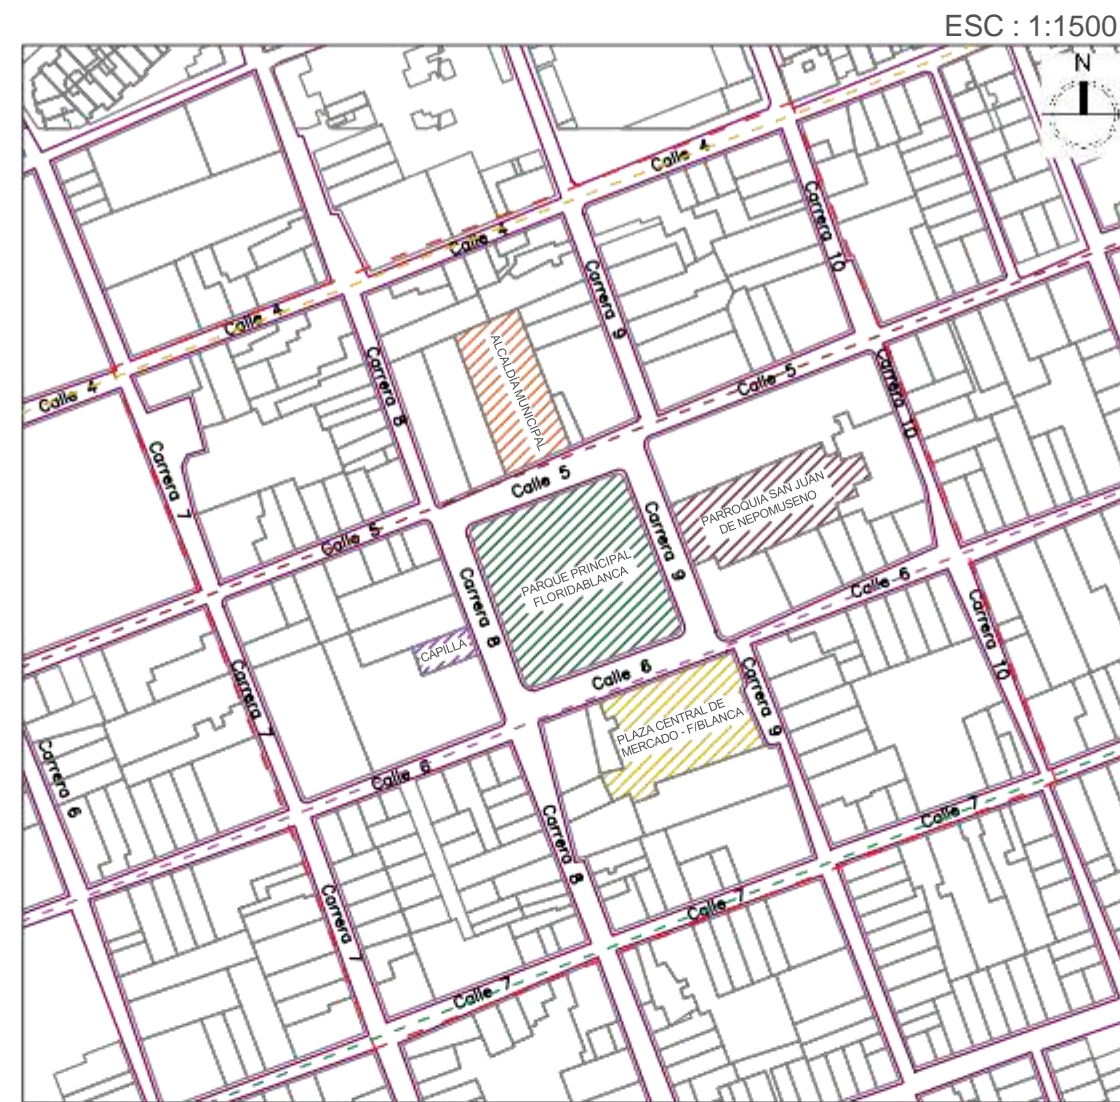 ESC : 1:1500
N
Calle 4
Carrera 10
Calle 4
Carrera 9
Calle 4
ALCALDÍA MUNICIPAL
Carrera 8
Calle 5
Carrera 10
Calle 4
Carrera 7
Calle 5
PARROQUIA SAN JUAN
DE NEPOMUSENO
Carrera 9
Calle 5
PARQUE PRINCIPAL
FLORIDABLANCA
Calle 6
Carrera 8
Carrera 10
CAPILLA
Calle 6
Carrera 7
Carrera 9
PLAZA CENTRAL DE
MERCADO - F/BLANCA
Carrera 6
Calle 6
Calle 7
Carrera 8
Calle 7
Carrera 7
Calle 7